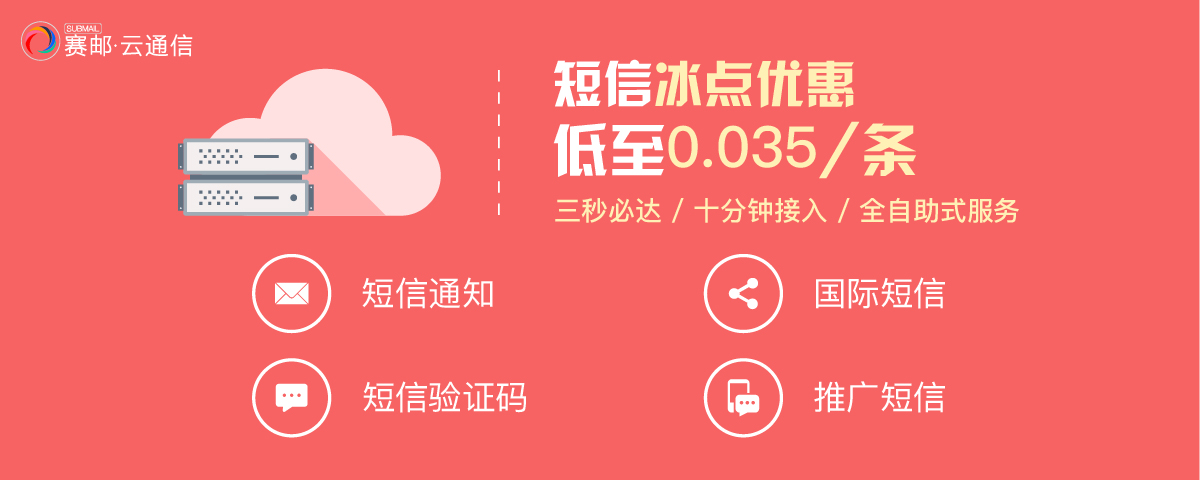 SUBMAIL
赛邮·云通信
短信冰点优惠
低至0.035/条
三秒必达 / 十分钟接入 / 全自助式服务
短信通知
国际短信
短信验证码
推广短信